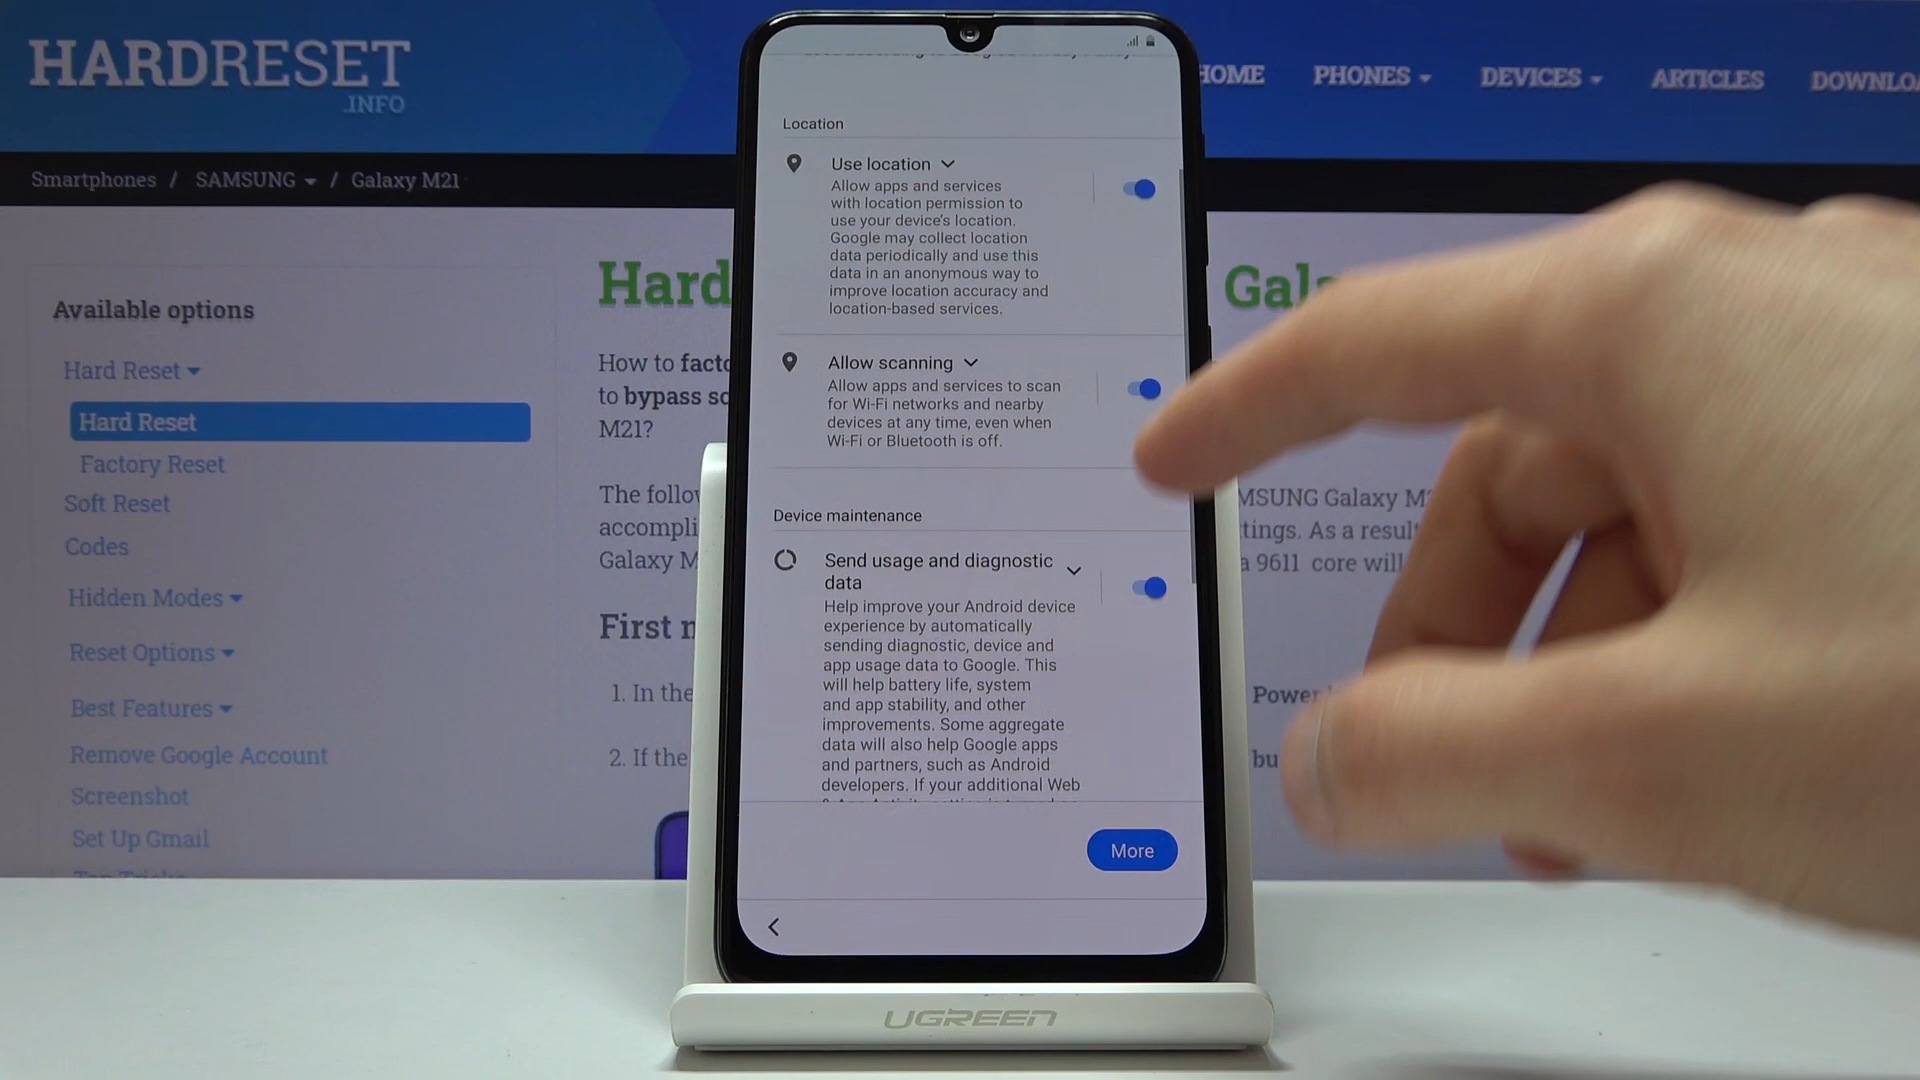 HARDRESET
.INFO
HOME PHONES DEVICES ARTICLES
Smartphones / SAMSUNG / Galaxy M21
Available options
Hard Reset
Hard Reset
Factory Reset
Soft Reset
Codes
Hidden Modes
Reset Options
Best Features
Remove Google Account
Screenshot
Set Up Gmail
Hard
How to
to bypass
M21?
The
Galaxy
First
1. In the
2. If the
Location
Use location
Allow apps and services
with location permission to
use your device's location.
Google may collect location
data periodically and use this
data in an anonymous way to
improve location accuracy and
location-based services.
Allow scanning
Allow apps and services to scan
for Wi-Fi networks and nearby
devices at any time, even when
Wi-Fi or Bluetooth is off.
Device maintenance
Send usage and diagnostic
data
Help improve your Android device
experience by automatically
sending diagnostic, device and
app usage data to Google. This
will help battery life, system
and app stability, and other
improvements. Some aggregate
data will also help Google apps
and partners, such as Android
developers. If your additional Web
More
Galaxy
As a result
9611 core will
Power
UGREEN